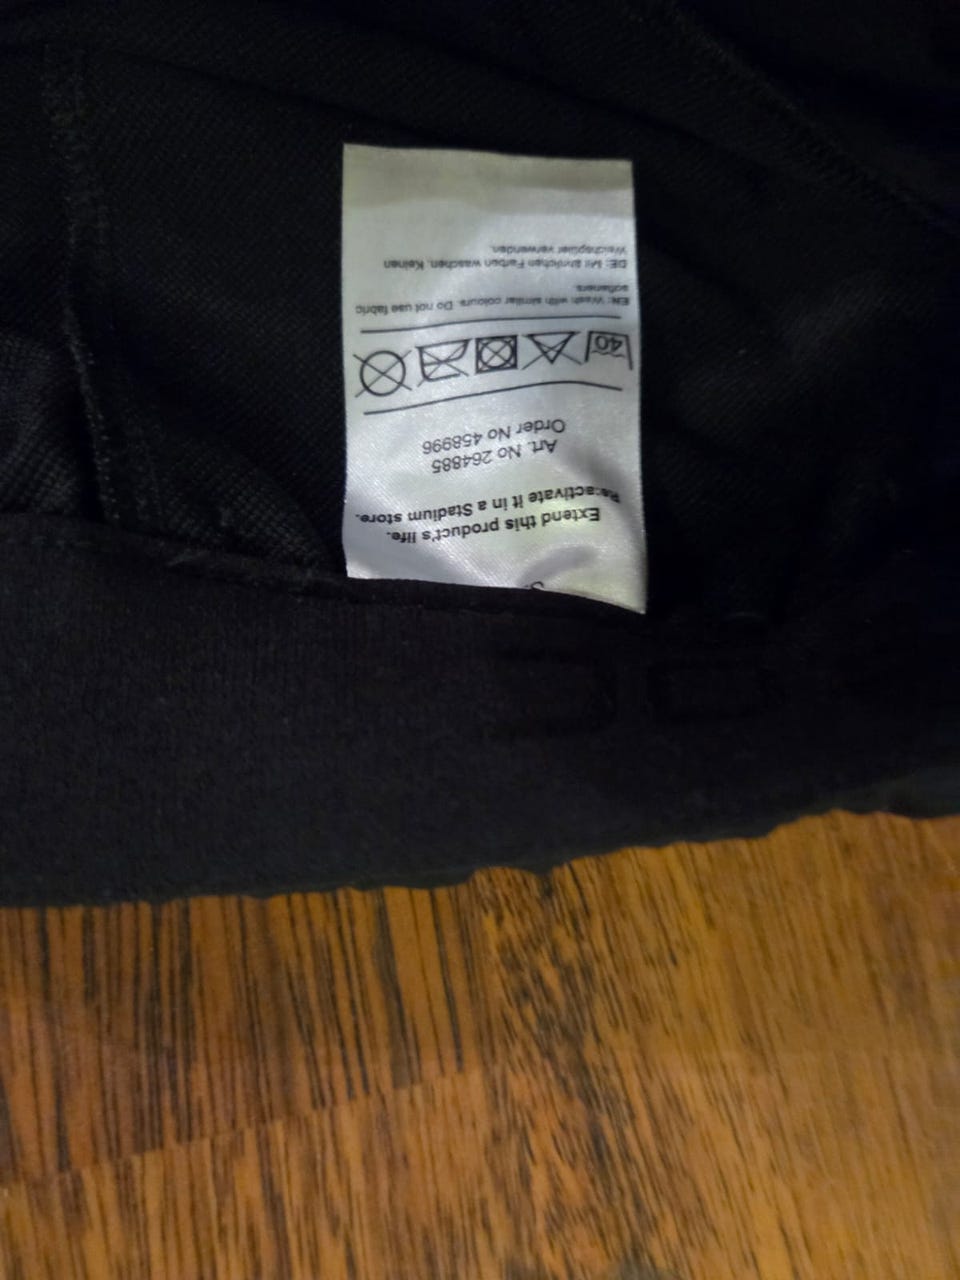 Extend this product's life.
Re:activate it in a Stadium store.
Art. No 264885
Order No 458996
40
EN: Wash with similar colours. Do not use fabric
softeners.
DE: Mit ähnlichen Farben waschen. Keinen
Weichspüler verwenden.